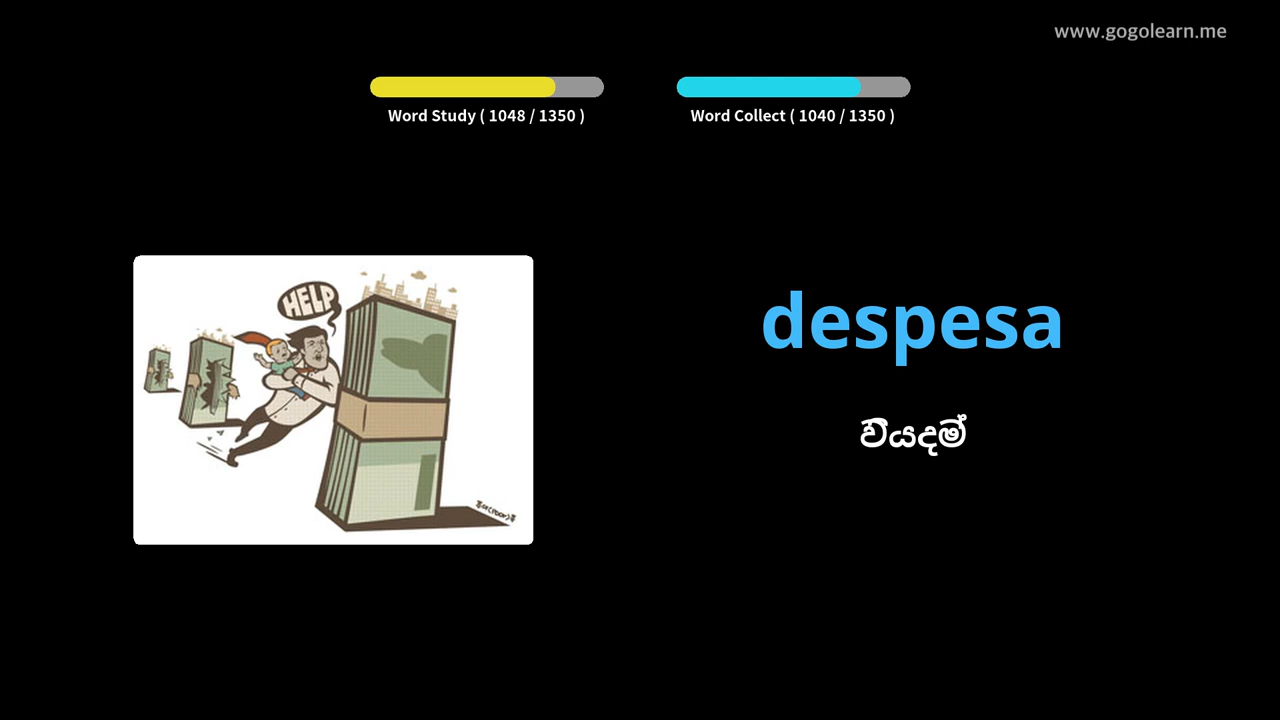 www.gogolearn.me
Word Study ( 1048 / 1350 )
Word Collect ( 1040 / 1350 )
HELP
despesa
වියදම්